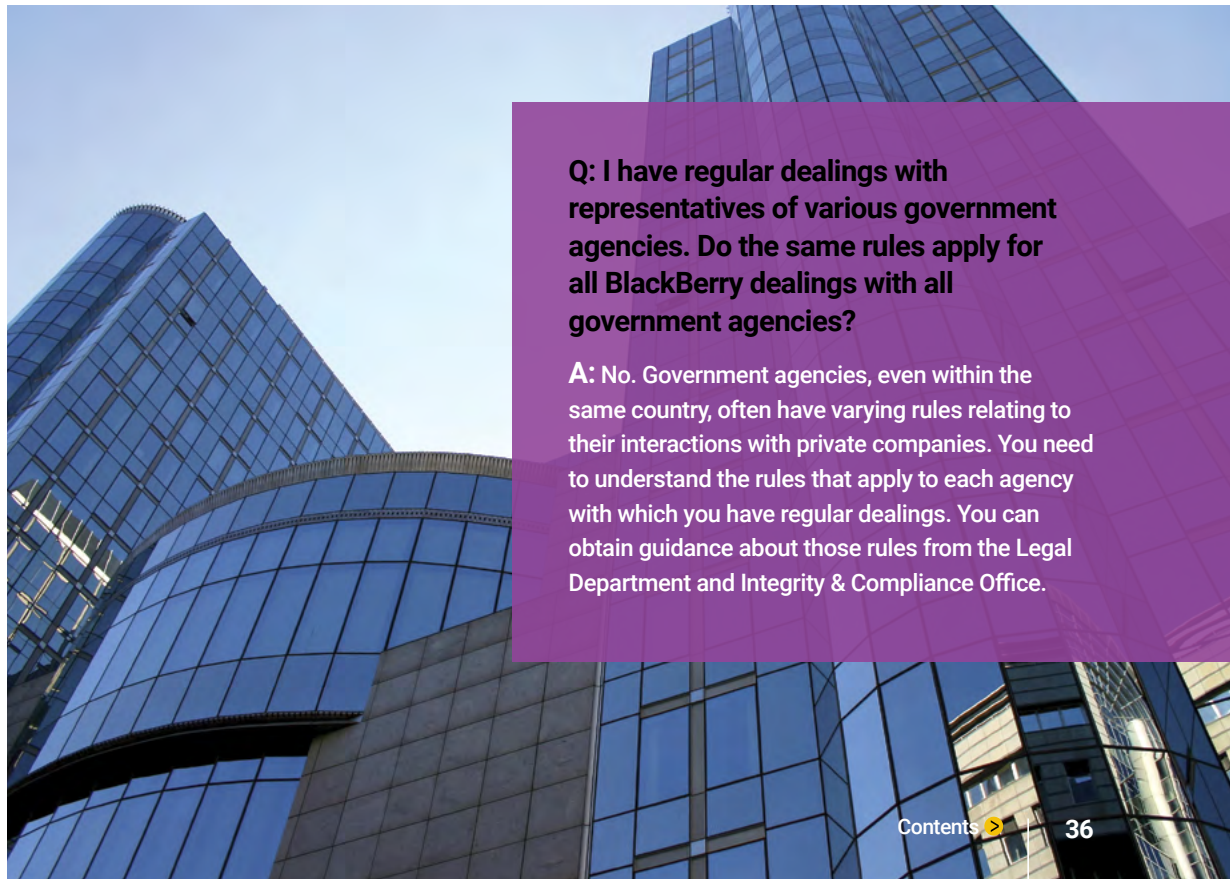 Q: I have regular dealings with
representatives of various government
agencies. Do the same rules apply for
all BlackBerry dealings with all
government agencies?
A: No. Government agencies, even within the
same country, often have varying rules relating to
their interactions with private companies. You need
to understand the rules that apply to each agency
with which you have regular dealings. You can
obtain guidance about those rules from the Legal
Department and Integrity & Compliance Office.
Contents > | 36